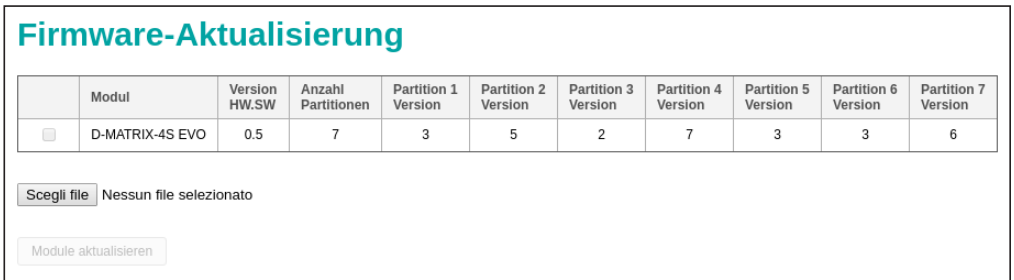 Firmware-Aktualisierung
Modul Version HW.SW Anzahl Partitionen Partition 1 Version Partition 2 Version Partition 3 Version Partition 4 Version Partition 5 Version Partition 6 Version Partition 7 Version
D-MATRIX-4S EVO 0.5 7 3 5 2 7 3 3 6
Scegli file Nessun file selezionato
Module aktualisieren